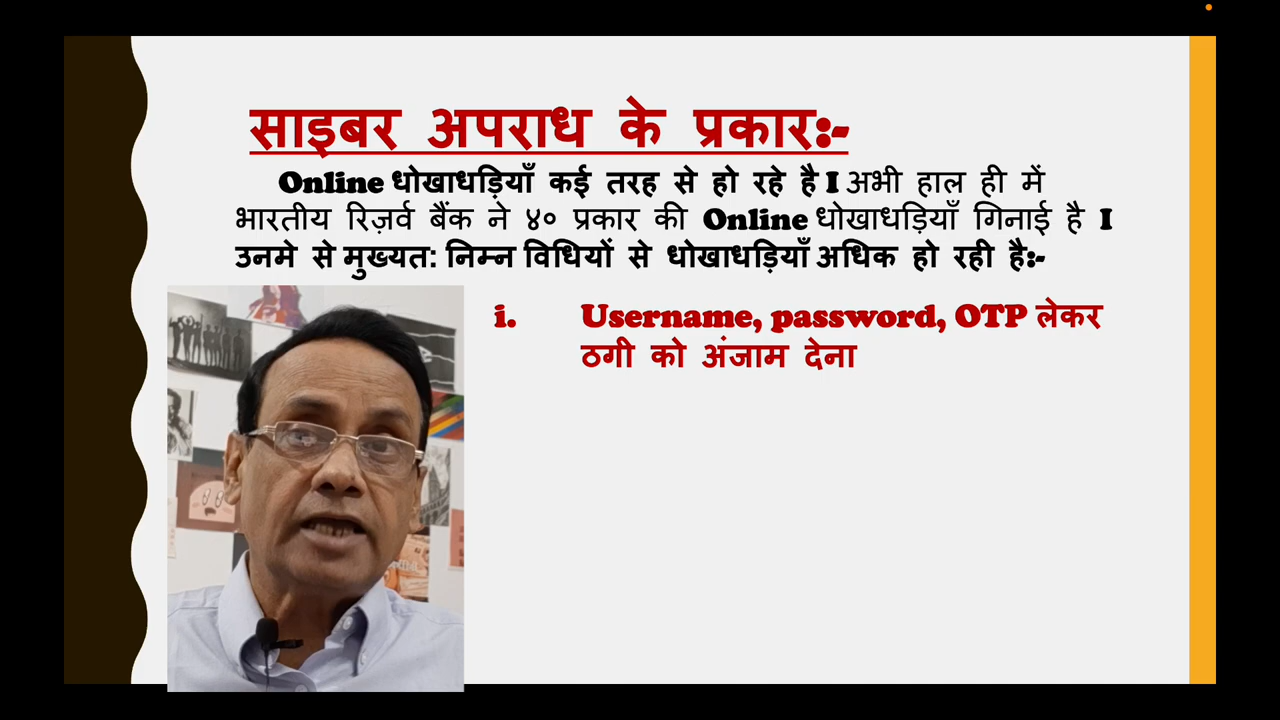 साइबर अपराध के प्रकार:-
Online धोखाधड़ियाँ कई तरह से हो रहे है I अभी हाल ही में
भारतीय रिज़र्व बैंक ने ४० प्रकार की Online धोखाधड़ियाँ गिनाई है I
उनमे से मुख्यत: निम्न विधियों से धोखाधड़ियाँ अधिक हो रही है:-
i. Username, password, OTP लेकर
ठगी को अंजाम देना